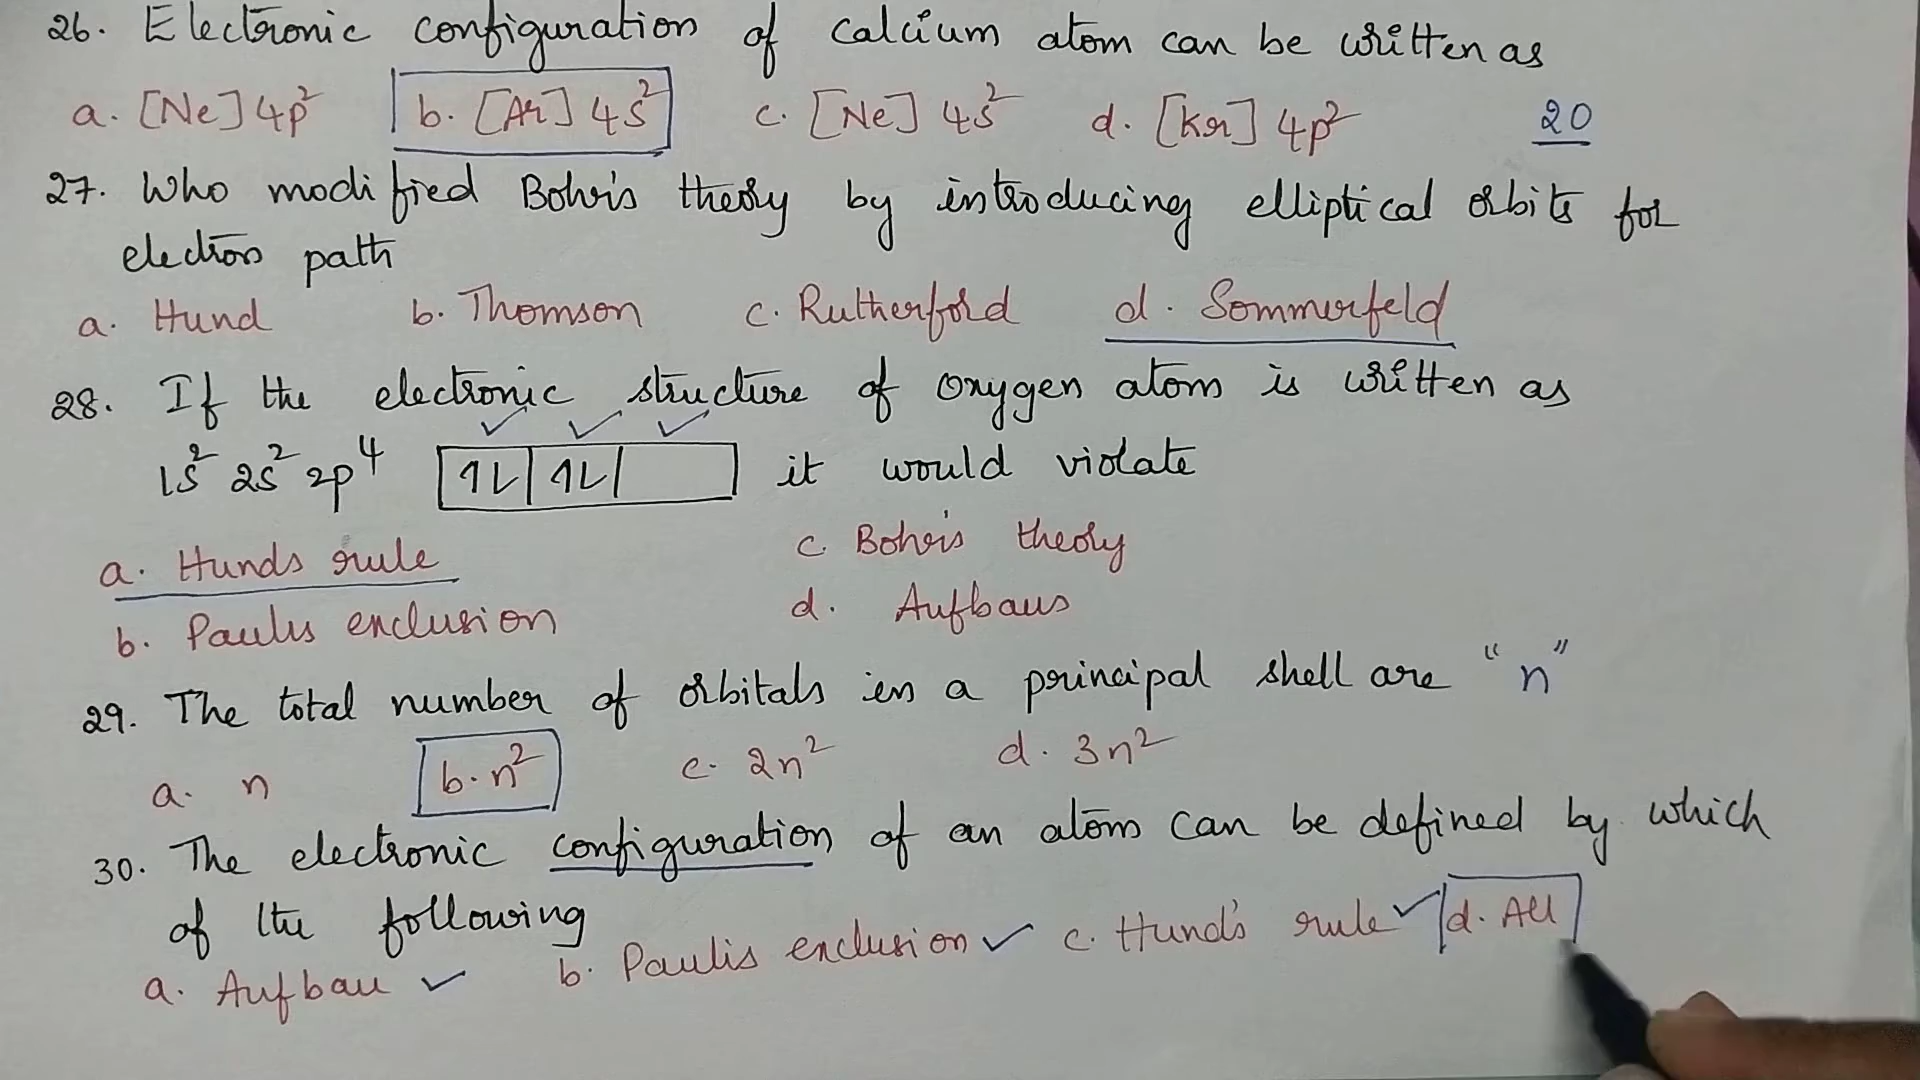 26. Electronic configuration of calcium atom can be written as
a. [Ne] 4p² b. [Ar] 4s² c. [Ne] 4s² d. [Kr] 4p² 20
27. Who modified Bohr's theory by introducing elliptical orbits for
electron path
a. Hund b. Thomson c. Rutherford d. Sommerfeld
28. If the electronic structure of oxygen atom is written as
1s² 2s² 2p⁴ 1L 1L it would violate
a. Hunds rule c. Bohr's theory
b. Paulis exclusion d. Aufbaus
29. The total number of orbitals in a principal shell are "n"
a. n b. n² c. 2n² d. 3n²
30. The electronic configuration of an atom can be defined by which
of the following
a. Aufbau ✓ b. Paulis exclusion ✓ c. Hund's rule ✓ d. All